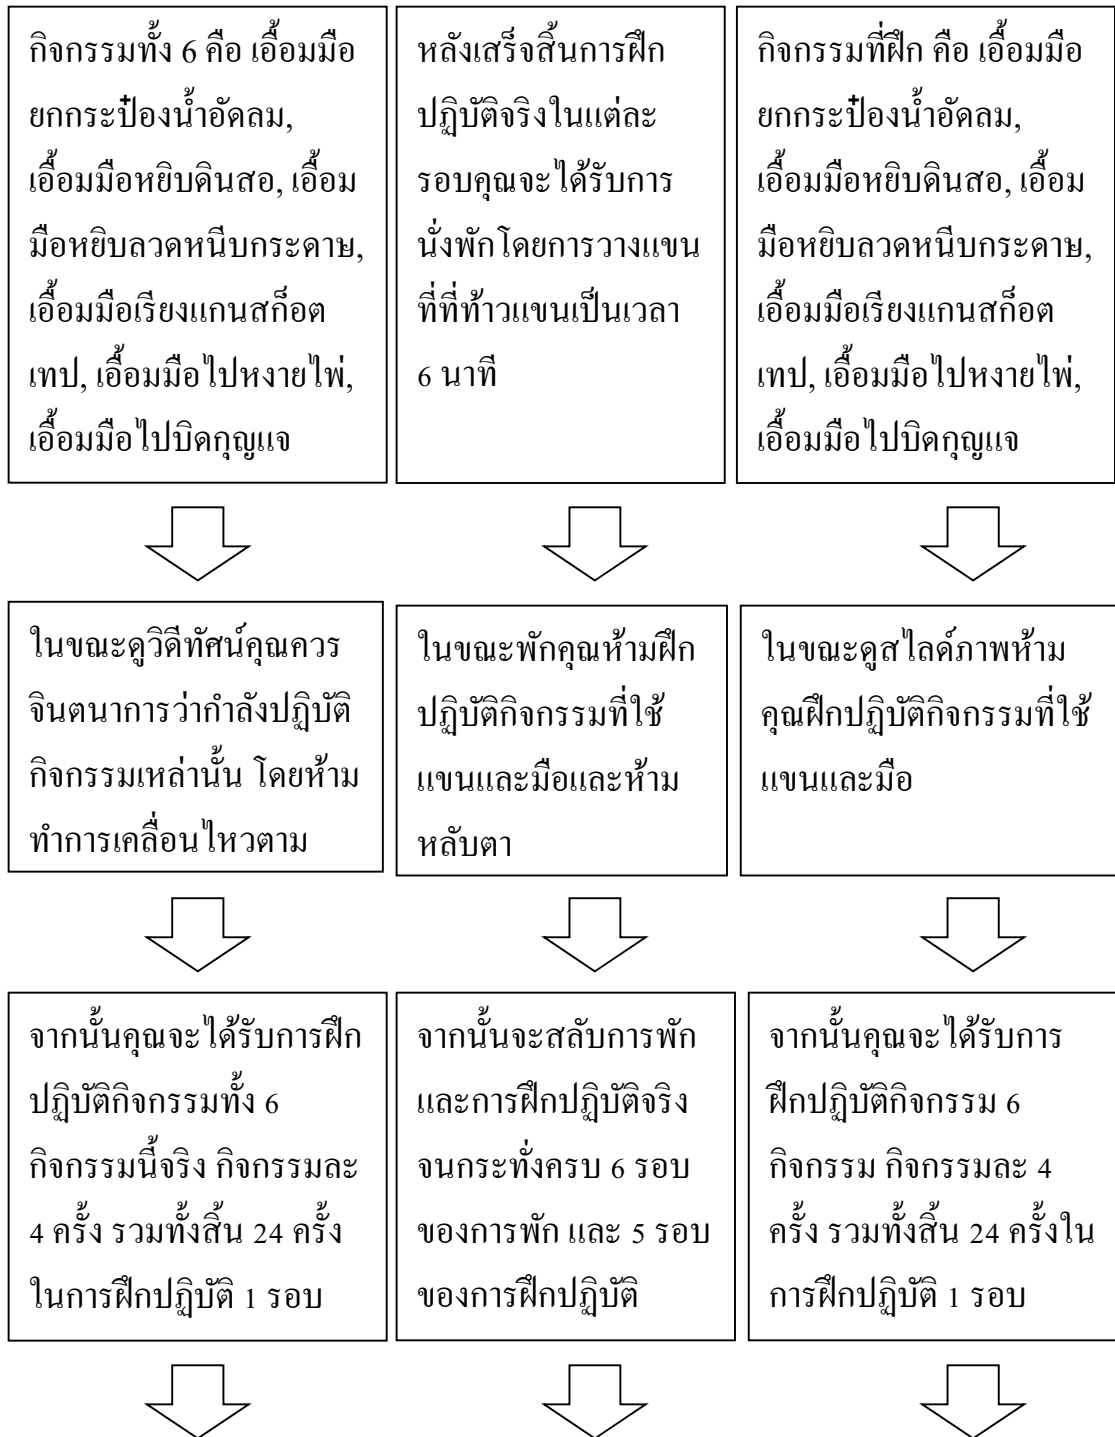 กิจกรรมทั้ง 6 คือ เอื้อมมือ
ยกกระป๋องน้ำอัดลม,
เอื้อมมือหยิบดินสอ, เอื้อม
มือหยิบลวดหนีบกระดาษ,
เอื้อมมือเรียงแกนสก็อต
เทป, เอื้อมมือไปหงายไพ่,
เอื้อมมือไปบิดกุญแจ
หลังเสร็จสิ้นการฝึก
ปฏิบัติจริงในแต่ละ
รอบคุณจะได้รับการ
นั่งพักโดยการวางแขน
ที่ที่ท้าวแขนเป็นเวลา
6 นาที
กิจกรรมที่ฝึก คือ เอื้อมมือ
ยกกระป๋องน้ำอัดลม,
เอื้อมมือหยิบดินสอ, เอื้อม
มือหยิบลวดหนีบกระดาษ,
เอื้อมมือเรียงแกนสก็อต
เทป, เอื้อมมือไปหงายไพ่,
เอื้อมมือไปบิดกุญแจ
ในขณะดูวิดีทัศน์คุณควร
จินตนาการว่ากำลังปฏิบัติ
กิจกรรมเหล่านั้น โดยห้าม
ทำการเคลื่อนไหวตาม
ในขณะพักคุณห้ามฝึก
ปฏิบัติกิจกรรมที่ใช้
แขนและมือและห้าม
หลับตา
ในขณะดูสไลด์ภาพห้าม
คุณฝึกปฏิบัติกิจกรรมที่ใช้
แขนและมือ
จากนั้นคุณจะได้รับการฝึก
ปฏิบัติกิจกรรมทั้ง 6
กิจกรรมนี้จริง กิจกรรมละ
4 ครั้ง รวมทั้งสิ้น 24 ครั้ง
ในการฝึกปฏิบัติ 1 รอบ
จากนั้นจะสลับการพัก
และการฝึกปฏิบัติจริง
จนกระทั่งครบ 6 รอบ
ของการพัก และ 5 รอบ
ของการฝึกปฏิบัติ
จากนั้นคุณจะได้รับการ
ฝึกปฏิบัติกิจกรรม 6
กิจกรรม กิจกรรมละ 4
ครั้ง รวมทั้งสิ้น 24 ครั้งใน
การฝึกปฏิบัติ 1 รอบ